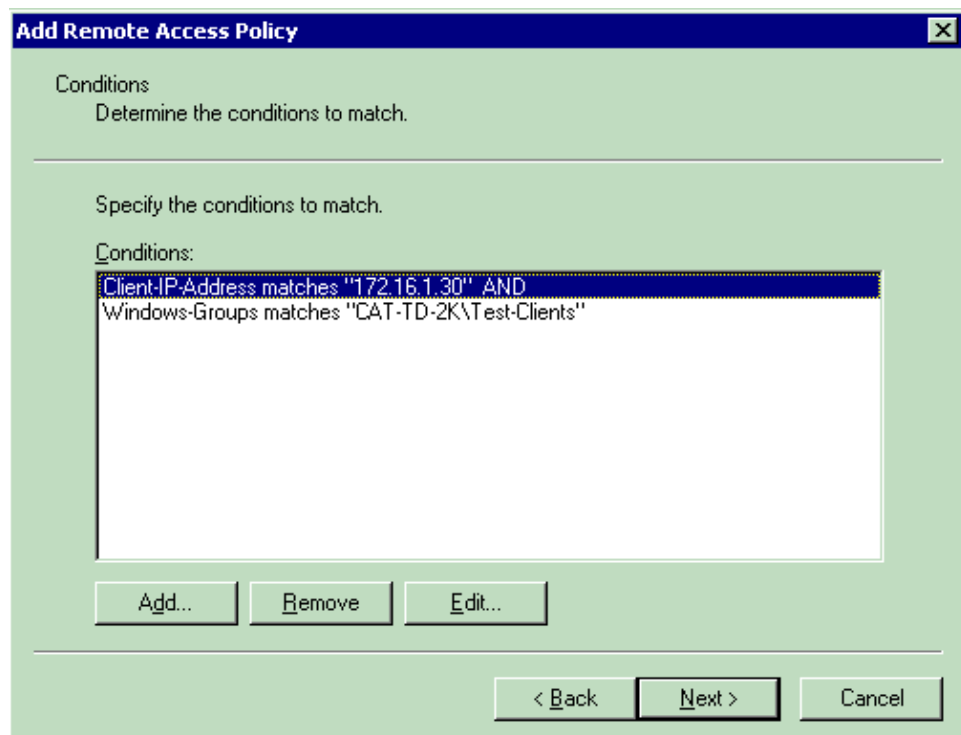 Add Remote Access Policy
Conditions
Determine the conditions to match.
Specify the conditions to match.
Conditions:
Client-IP-Address matches "172.16.1.30" AND
Windows-Groups matches "CAT-TD-2K\Test-Clients"
Add... Remove Edit...
< Back Next > Cancel